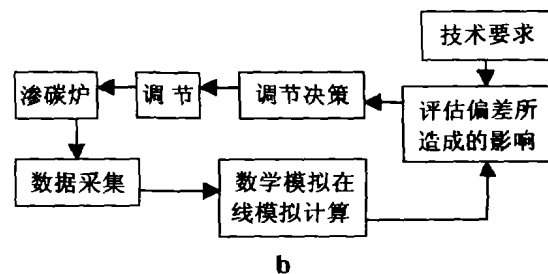 技术要求
渗碳炉
调 节
调节决策
评估偏差所
造成的影响
数据采集
数学模拟在
线模拟计算
b